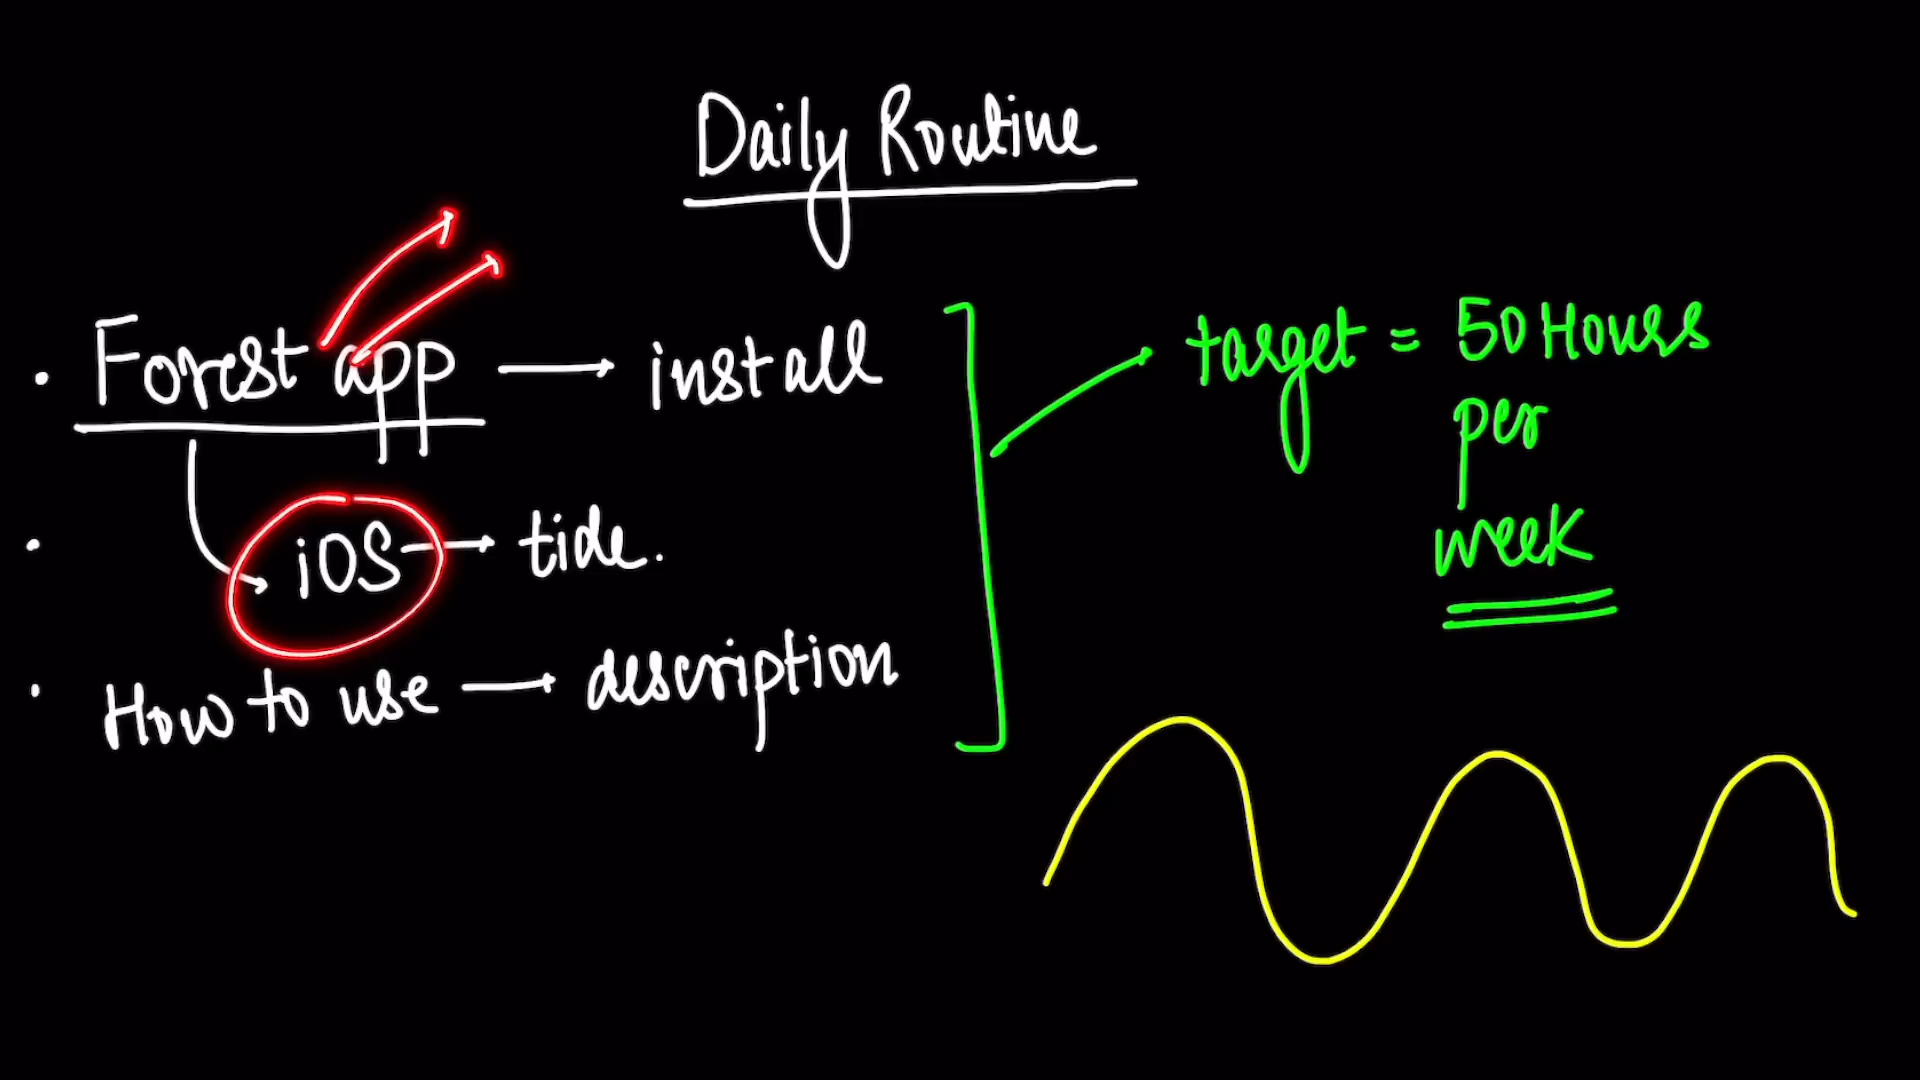 Daily Routine
• Forest app → install
• iOS → tide.
• How to use → description
target = 50 Hours
per
week